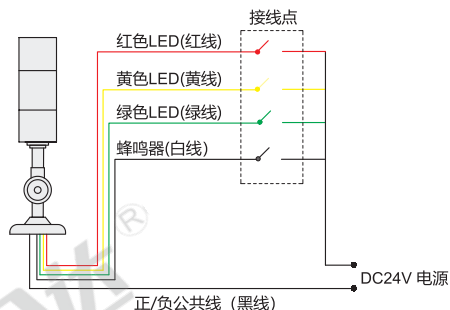 接线点
红色LED(红线)
黄色LED(黄线)
绿色LED(绿线)
蜂鸣器(白线)
®
DC24V 电源
正/负公共线（黑线）